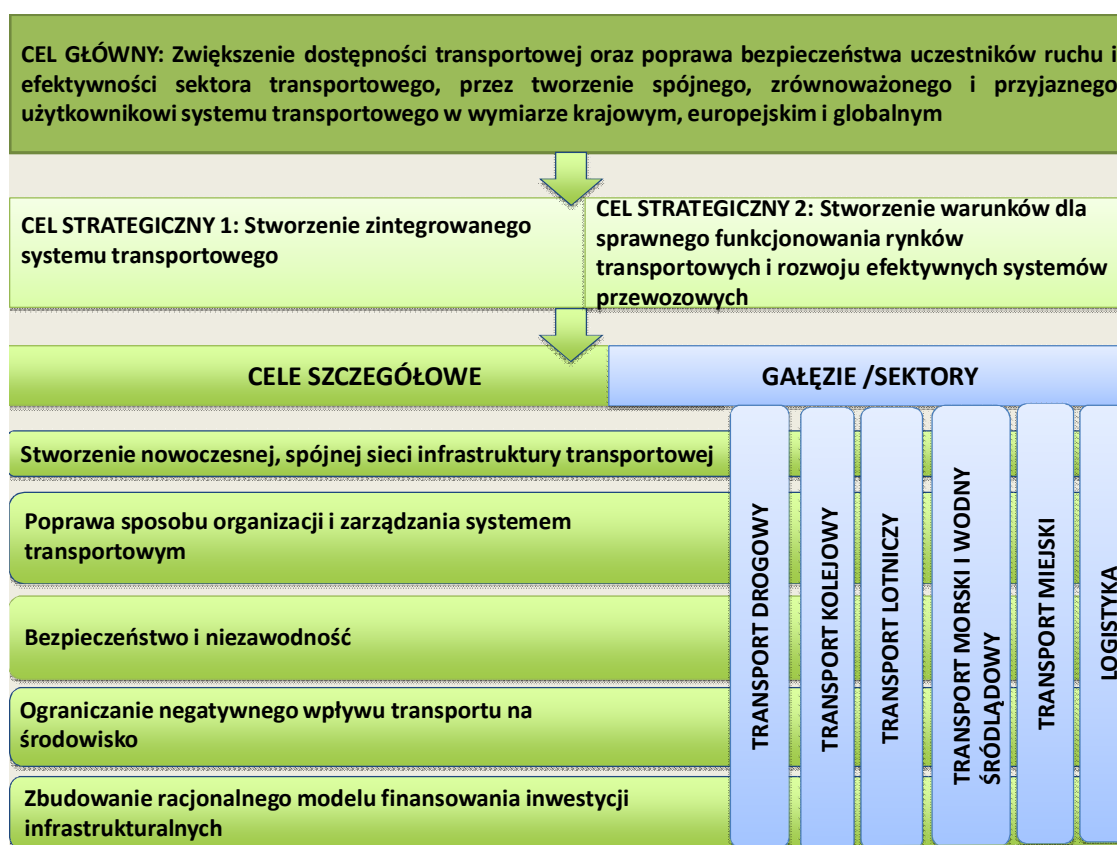 CEL GŁÓWNY: Zwiększenie dostępności transportowej oraz poprawa bezpieczeństwa uczestników ruchu i
efektywności sektora transportowego, przez tworzenie spójnego, zrównoważonego i przyjaznego
użytkownikowi systemu transportowego w wymiarze krajowym, europejskim i globalnym
CEL STRATEGICZNY 1: Stworzenie zintegrowanego
systemu transportowego
CEL STRATEGICZNY 2: Stworzenie warunków dla
sprawnego funkcjonowania rynków
transportowych i rozwoju efektywnych systemów
przewozowych
CELE SZCZEGÓŁOWE
GAŁĘZIE /SEKTORY
Stworzenie nowoczesnej, spójnej sieci infrastruktury transportowej
Poprawa sposobu organizacji i zarządzania systemem
transportowym
Bezpieczeństwo i niezawodność
Ograniczanie negatywnego wpływu transportu na
środowisko
Zbudowanie racjonalnego modelu finansowania inwestycji
infrastrukturalnych
TRANSPORT DROGOWY
TRANSPORT KOLEJOWY
TRANSPORT LOTNICZY
TRANSPORT MORSKI I WODNY
ŚRÓDLĄDOWY
TRANSPORT MIEJSKI
LOGISTYKA